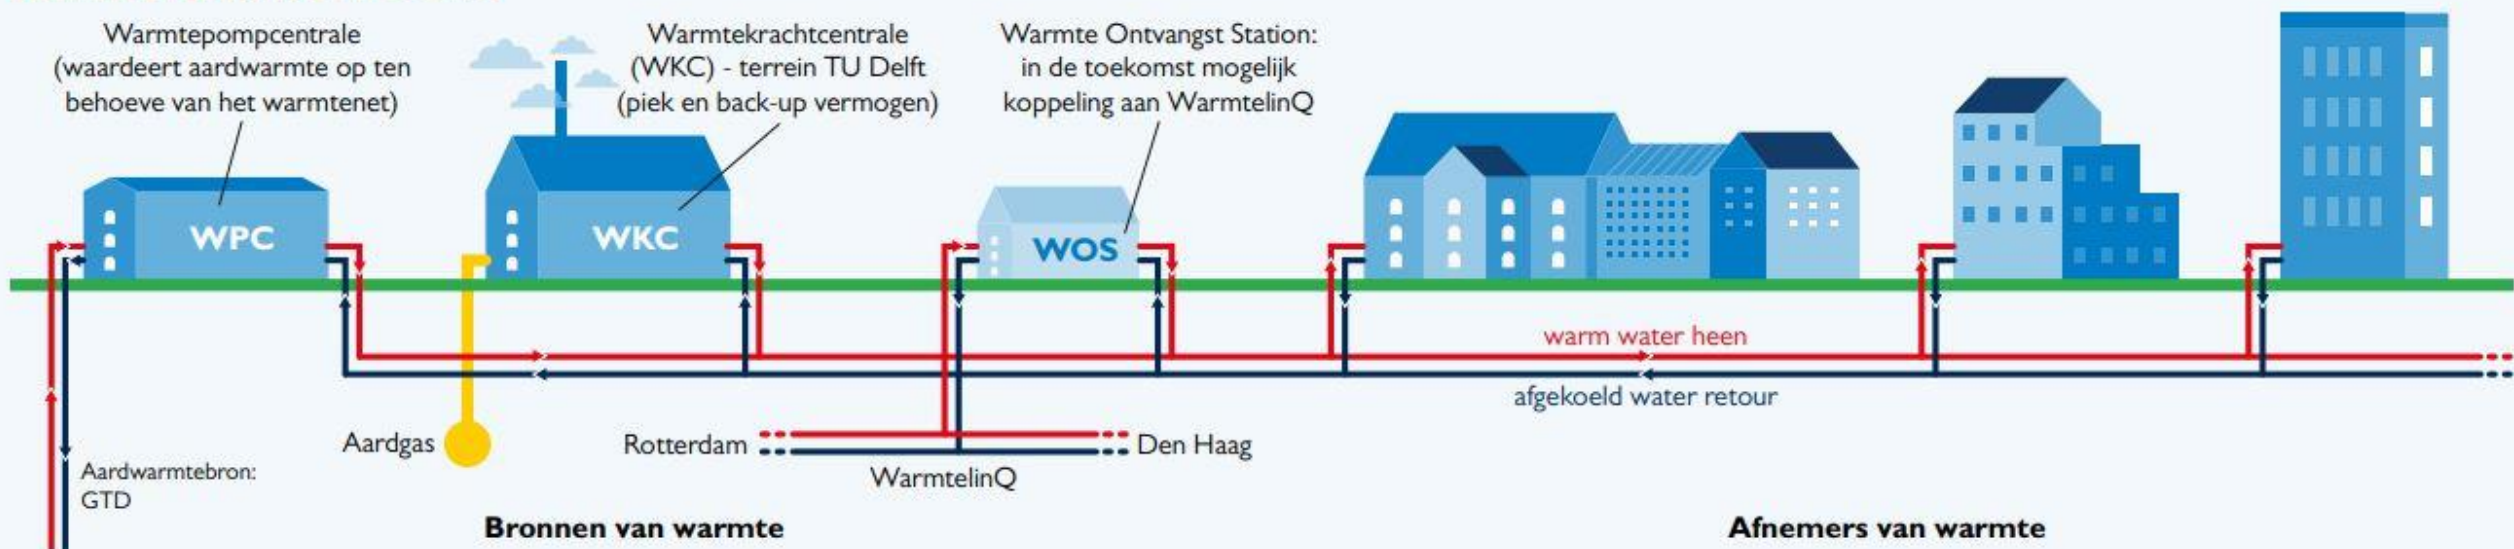 Warmtepompcentrale
(waardeert aardwarmte op ten
behoeve van het warmtenet)
Warmtekrachtcentrale
(WKC) - terrein TU Delft
(piek en back-up vermogen)
Warmte Ontvangst Station:
in de toekomst mogelijk
koppeling aan WarmtelinQ
WPC
WKC
WOS
warm water heen
afgekoeld water retour
Aardgas
Rotterdam
Den Haag
WarmtelinQ
Aardwarmtebron:
GTD
Bronnen van warmte
Afnemers van warmte